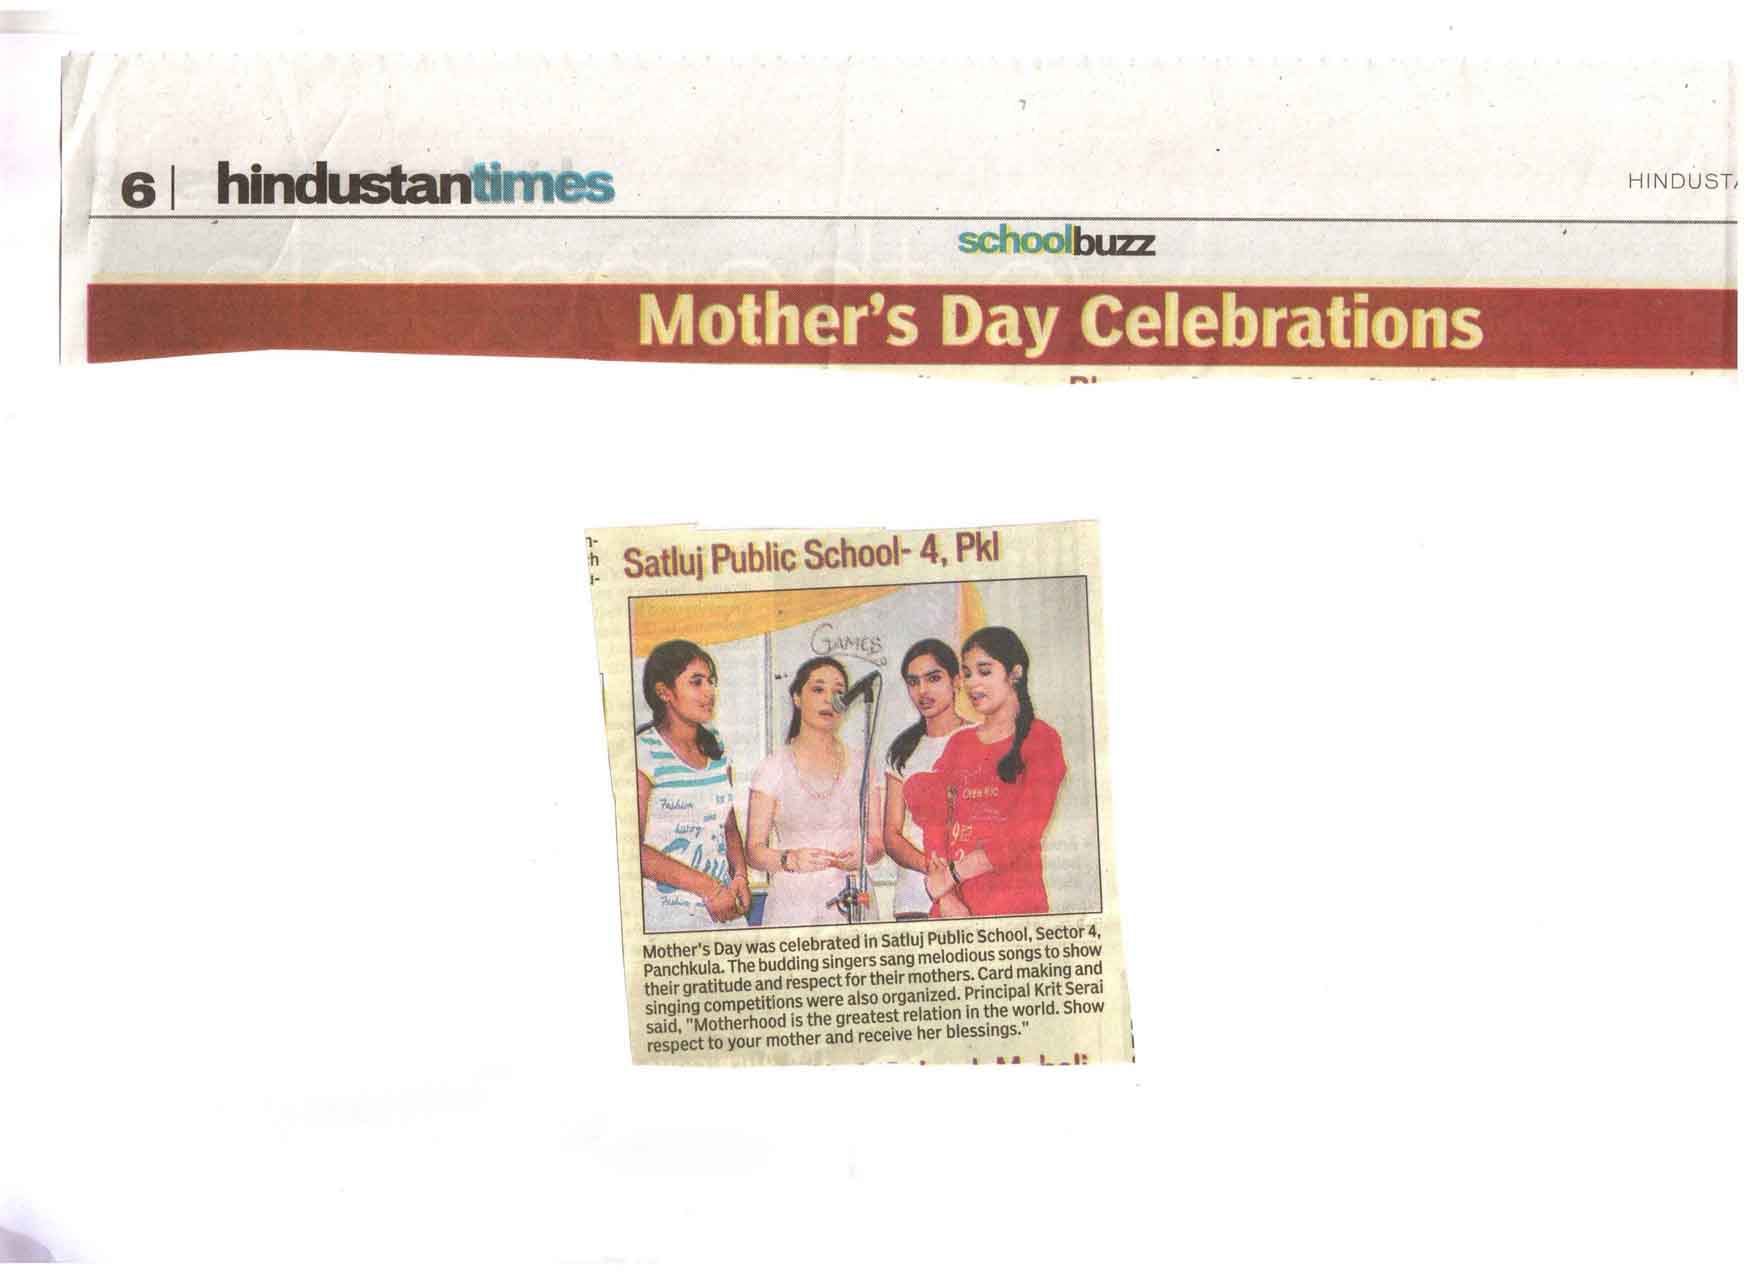 6 | hindustantimes
HINDUSTA
schoolbuzz
Mother's Day Celebrations
n-
h
Satluj Public School- 4, Pkl
GAMES
Fashion
Fashion
Mother's Day was celebrated in Satluj Public School, Sector 4,
Panchkula. The budding singers sang melodious songs to show
their gratitude and respect for their mothers. Card making and
singing competitions were also organized. Principal Krit Serai
said, "Motherhood is the greatest relation in the world. Show
respect to your mother and receive her blessings."